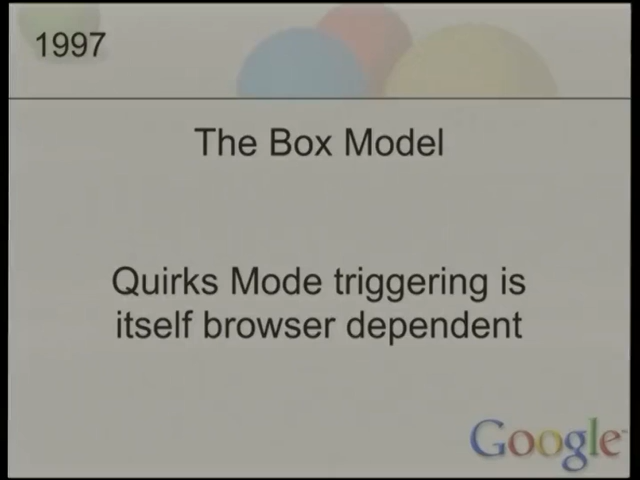 1997
The Box Model
Quirks Mode triggering is
itself browser dependent
Google